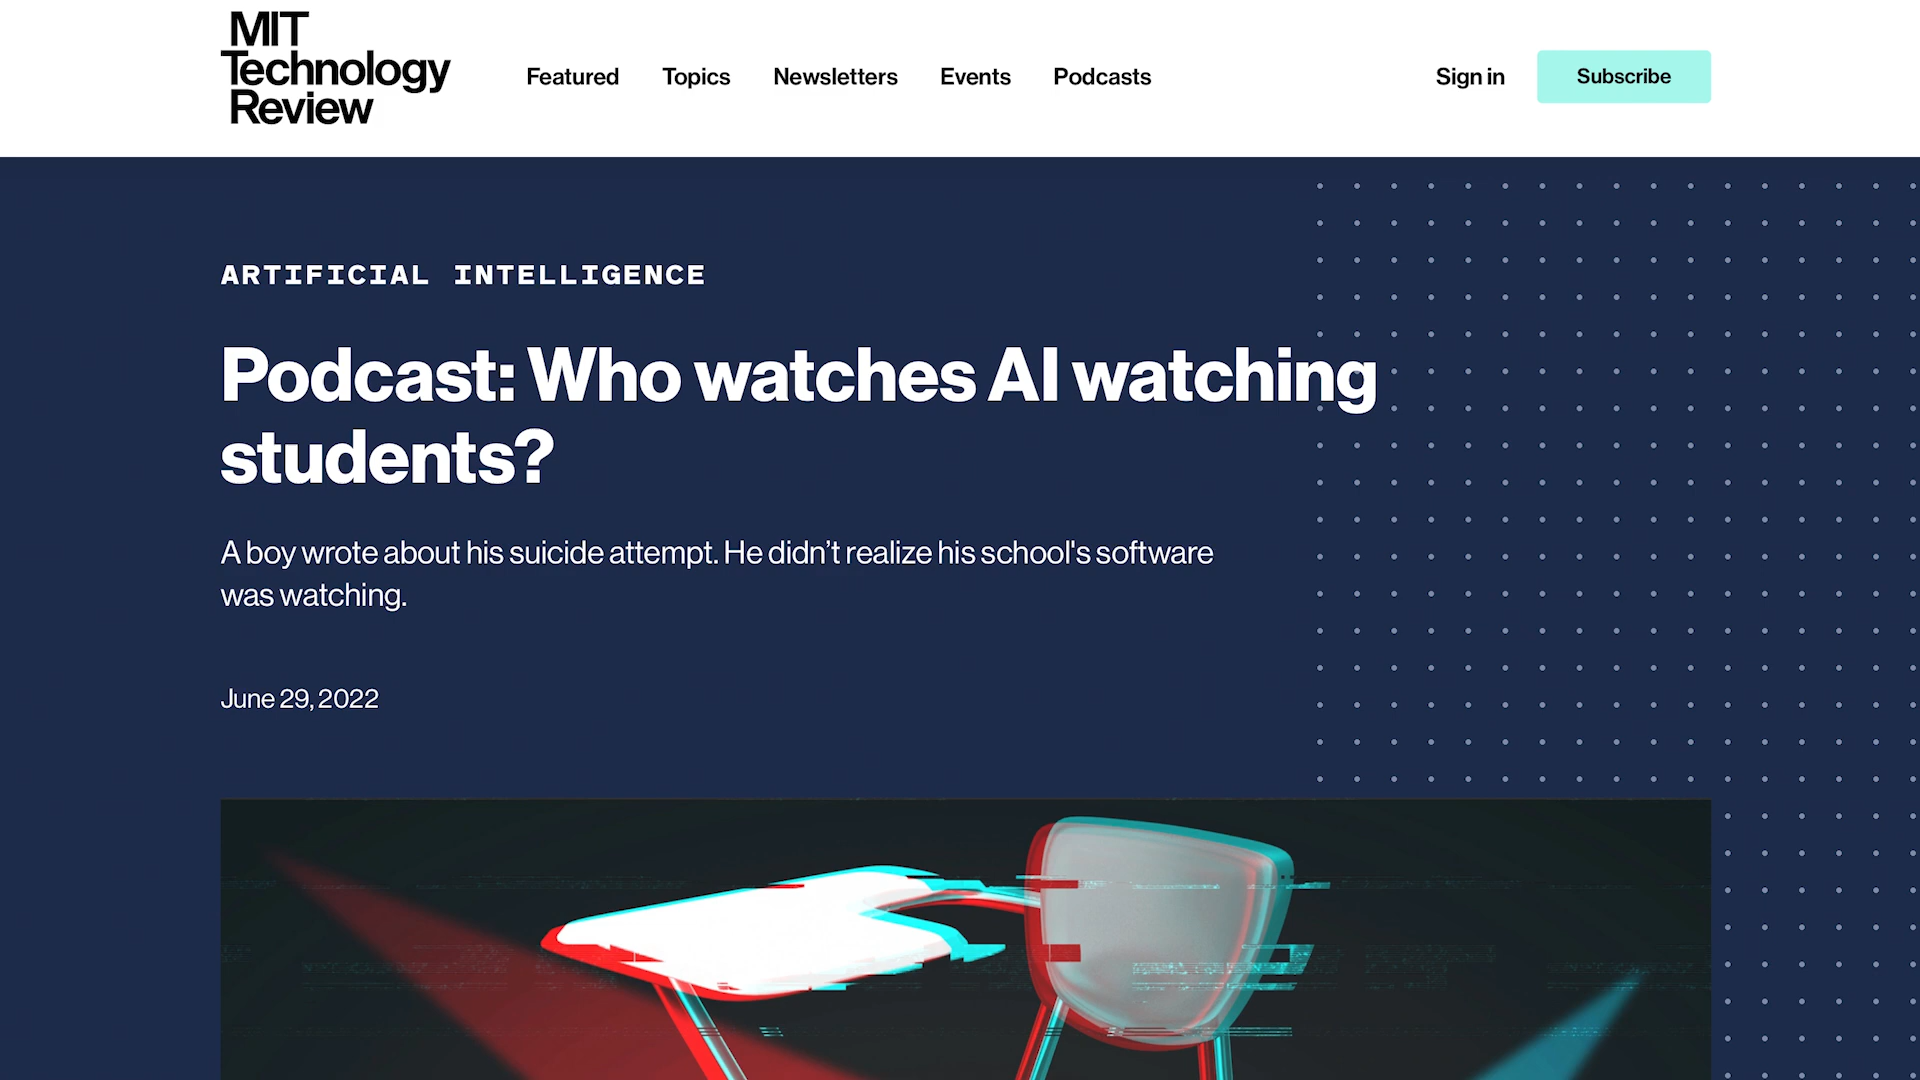 MIT
Technology
Review
Featured
Topics
Newsletters
Events
Podcasts
Sign in
Subscribe
ARTIFICIAL INTELLIGENCE
Podcast: Who watches AI watching
students?
A boy wrote about his suicide attempt. He didn’t realize his school's software
was watching.
June 29, 2022